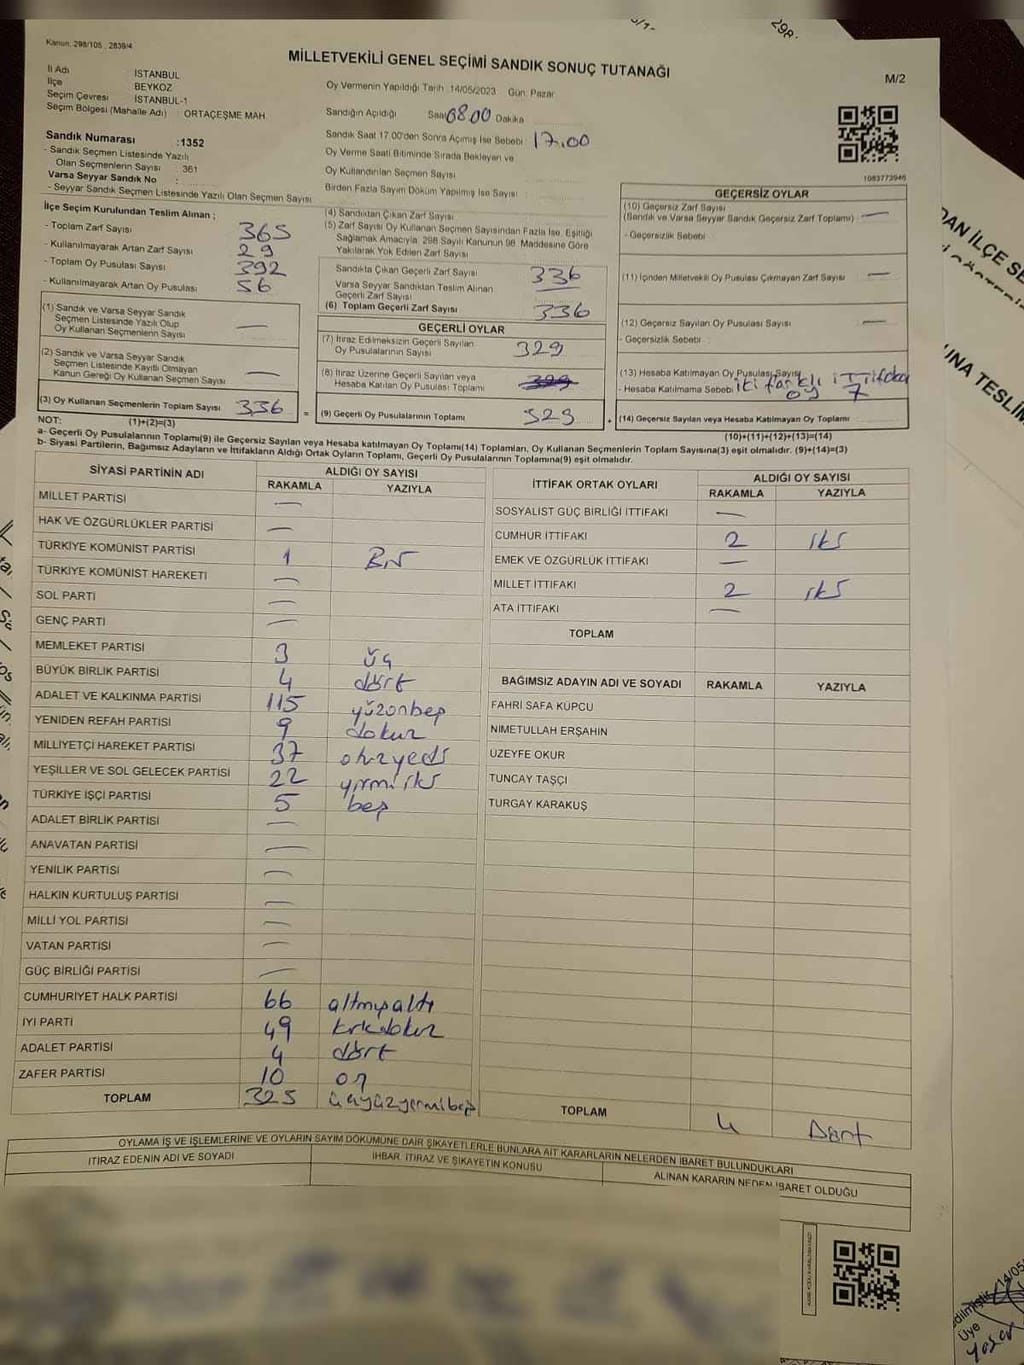 Kanun: 298/105 , 2839/4
MİLLETVEKİLİ GENEL SEÇİMİ SANDIK SONUÇ TUTANAĞI
M/2
İl Adı : İSTANBUL
İlçe : BEYKOZ
Seçim Çevresi : İSTANBUL-1
Seçim Bölgesi (Mahalle Adı) : ORTAÇEŞME MAH.
Oy Vermenin Yapıldığı Tarih : 14/05/2023 Gün: Pazar
Sandığın Açıldığı Saat 08:00 Dakika
Sandık Saat 17.00'den Sonra Açılmış İse Sebebi : 17.00
Oy Verme Saati Bitiminde Sırada Bekleyen ve
Oy Kullandırılan Seçmen Sayısı :
Birden Fazla Sayım Döküm Yapılmış İse Sayısı :
1083773946
Sandık Numarası :1352
- Sandık Seçmen Listesinde Yazılı
Olan Seçmenlerin Sayısı : 361
Varsa Seyyar Sandık No :
- Seyyar Sandık Seçmen Listesinde Yazılı Olan Seçmen Sayısı
İlçe Seçim Kurulundan Teslim Alınan ;
- Toplam Zarf Sayısı 365
- Kullanılmayarak Artan Zarf Sayısı 29
- Toplam Oy Pusulası Sayısı 392
- Kullanılmayarak Artan Oy Pusulası 56
(1) Sandık ve Varsa Seyyar Sandık
Seçmen Listesinde Yazılı Olup
Oy Kullanan Seçmenlerin Sayısı —
(2) Sandık ve Varsa Seyyar Sandık
Seçmen Listesinde Kayıtlı Olmayan
Kanun Gereği Oy Kullanan Seçmen Sayısı —
(3) Oy Kullanan Seçmenlerin Toplam Sayısı 336
(1)+(2)=(3)
(4) Sandıktan Çıkan Zarf Sayısı :
(5) Zarf Sayısı Oy Kullanan Seçmen Sayısından Fazla İse, Eşitliği
Sağlamak Amacıyla, 298 Sayılı Kanunun 98. Maddesine Göre
Yakılarak Yok Edilen Zarf Sayısı :
Sandıkta Çıkan Geçerli Zarf Sayısı 336
Varsa Seyyar Sandıktan Teslim Alınan
Geçerli Zarf Sayısı
(6) Toplam Geçerli Zarf Sayısı 336
GEÇERLİ OYLAR
(7) İtiraz Edilmeksizin Geçerli Sayılan
Oy Pusulalarının Sayısı 329
(8) İtiraz Üzerine Geçerli Sayılan veya
Hesaba Katılan Oy Pusulası Toplamı
= (9) Geçerli Oy Pusulalarının Toplamı 329
GEÇERSİZ OYLAR
(10) Geçersiz Zarf Sayısı
(Sandık ve Varsa Seyyar Sandık Geçersiz Zarf Toplamı) : —
- Geçersizlik Sebebi :
(11) İçinden Milletvekili Oy Pusulası Çıkmayan Zarf Sayısı : —
(12) Geçersiz Sayılan Oy Pusulası Sayısı : —
- Geçersizlik Sebebi :
(13) Hesaba Katılmayan Oy Pusulası Sayısı
- Hesaba Katılmama Sebebi : iki farklı ittifaka oy 7
+ (14) Geçersiz Sayılan veya Hesaba Katılmayan Oy Toplamı
(10)+(11)+(12)+(13)=(14)
NOT:
a- Geçerli Oy Pusulalarının Toplamı(9) ile Geçersiz Sayılan veya Hesaba katılmayan Oy Toplamı(14) Toplamları, Oy Kullanan Seçmenlerin Toplam Sayısına(3) eşit olmalıdır. (9)+(14)=(3)
b- Siyasi Partilerin, Bağımsız Adayların ve İttifakların Aldığı Ortak Oyların Toplamı, Geçerli Oy Pusulalarının Toplamına(9) eşit olmalıdır.
SİYASİ PARTİNİN ADI ALDIĞI OY SAYISI
RAKAMLA YAZIYLA
MİLLET PARTİSİ —
HAK VE ÖZGÜRLÜKLER PARTİSİ —
TÜRKİYE KOMÜNİST PARTİSİ 1 Bir
TÜRKİYE KOMÜNİST HAREKETİ —
SOL PARTİ —
GENÇ PARTİ —
MEMLEKET PARTİSİ 3 üç
BÜYÜK BİRLİK PARTİSİ 4 dört
ADALET VE KALKINMA PARTİSİ 115 yüzonbeş
YENİDEN REFAH PARTİSİ 9 dokuz
MİLLİYETÇİ HAREKET PARTİSİ 37 otuzyedi
YEŞİLLER VE SOL GELECEK PARTİSİ 22 yirmiiki
TÜRKİYE İŞÇİ PARTİSİ 5 beş
ADALET BİRLİK PARTİSİ —
ANAVATAN PARTİSİ —
YENİLİK PARTİSİ —
HALKIN KURTULUŞ PARTİSİ —
MİLLİ YOL PARTİSİ —
VATAN PARTİSİ —
GÜÇ BİRLİĞİ PARTİSİ —
CUMHURİYET HALK PARTİSİ 66 altmışaltı
İYİ PARTİ 49 kırkdokuz
ADALET PARTİSİ 4 dört
ZAFER PARTİSİ 10 on
TOPLAM 325 üçyüzyirmibeş
İTTİFAK ORTAK OYLARI ALDIĞI OY SAYISI
RAKAMLA YAZIYLA
SOSYALİST GÜÇ BİRLİĞİ İTTİFAKI —
CUMHUR İTTİFAKI 2 iki
EMEK VE ÖZGÜRLÜK İTTİFAKI —
MİLLET İTTİFAKI 2 iki
ATA İTTİFAKI —
TOPLAM
BAĞIMSIZ ADAYIN ADI VE SOYADI RAKAMLA YAZIYLA
FAHRİ SAFA KÜPCÜ
NİMETULLAH ERŞAHİN
ÜZEYFE OKUR
TUNCAY TAŞÇI
TURGAY KARAKUŞ
TOPLAM 4 Dört
OYLAMA İŞ VE İŞLEMLERİNE VE OYLARIN SAYIM DÖKÜMÜNE DAİR ŞİKAYETLERLE BUNLARA AİT KARARLARIN NELERDEN İBARET BULUNDUKLARI
İTİRAZ EDENİN ADI VE SOYADI
İHBAR, İTİRAZ VE ŞİKAYETİN KONUSU
ALINAN KARARIN NEDEN İBARET OLDUĞU
298
DAN İLÇE SE
UNA TESLİM
14/05
Üye